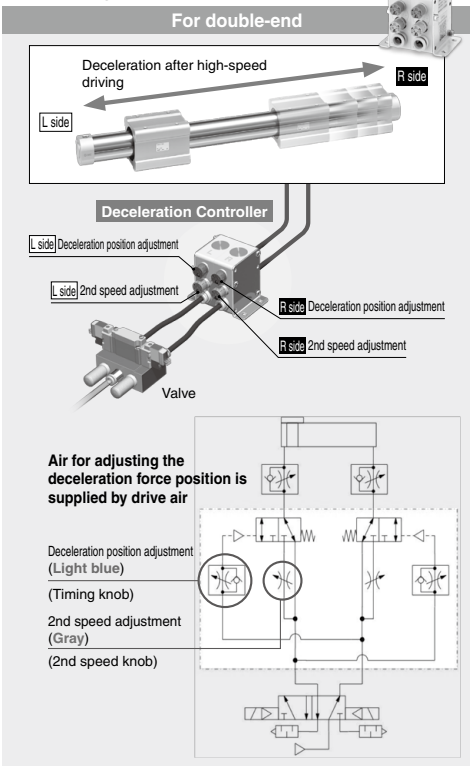 For double-end
Deceleration after high-speed
driving
R side
L side
Deceleration Controller
L side Deceleration position adjustment
L side 2nd speed adjustment
R side Deceleration position adjustment
R side 2nd speed adjustment
Valve
Air for adjusting the
deceleration force position is
supplied by drive air
Deceleration position adjustment
(Light blue)
(Timing knob)
2nd speed adjustment
(Gray)
(2nd speed knob)